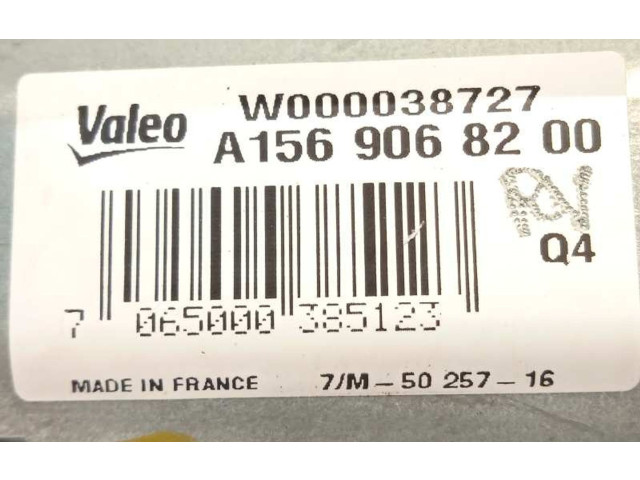 Valeo
W000038727
A156 906 82 00
Q4
7 065000 385123
MADE IN FRANCE 7/M-50 257-16